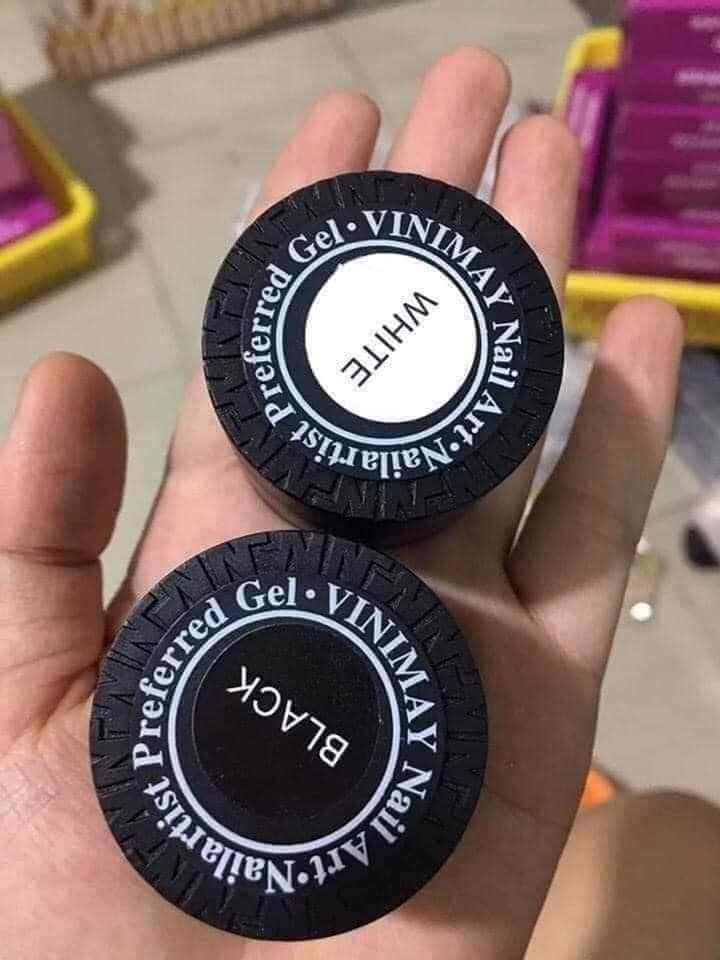 VINIMAY Nail Art•Nailartist Preferred Gel•
WHITE
VINIMAY Nail Art•Nailartist Preferred Gel•
BLACK